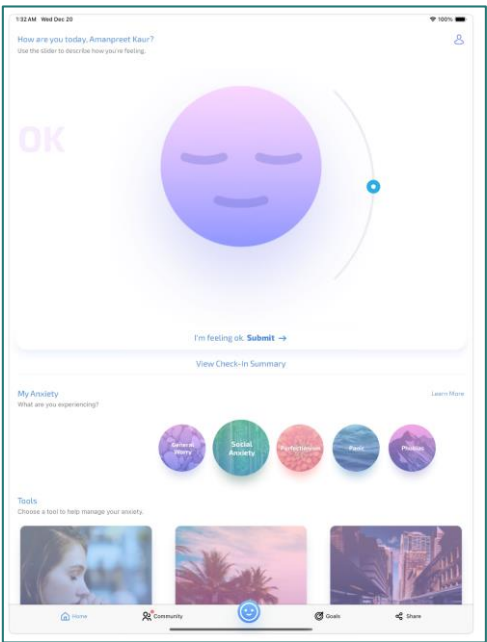 1:32 AM Wed Dec 20
100%
How are you today, Amanpreet Kaur?
Use the slider to describe how you're feeling.
OK
I'm feeling ok. Submit →
View Check-In Summary
My Anxiety
Learn More
What are you experiencing?
General Worry
Social Anxiety
Perfectionism
Panic
Phobias
Tools
Choose a tool to help manage your anxiety.
Home
Community
Goals
Share